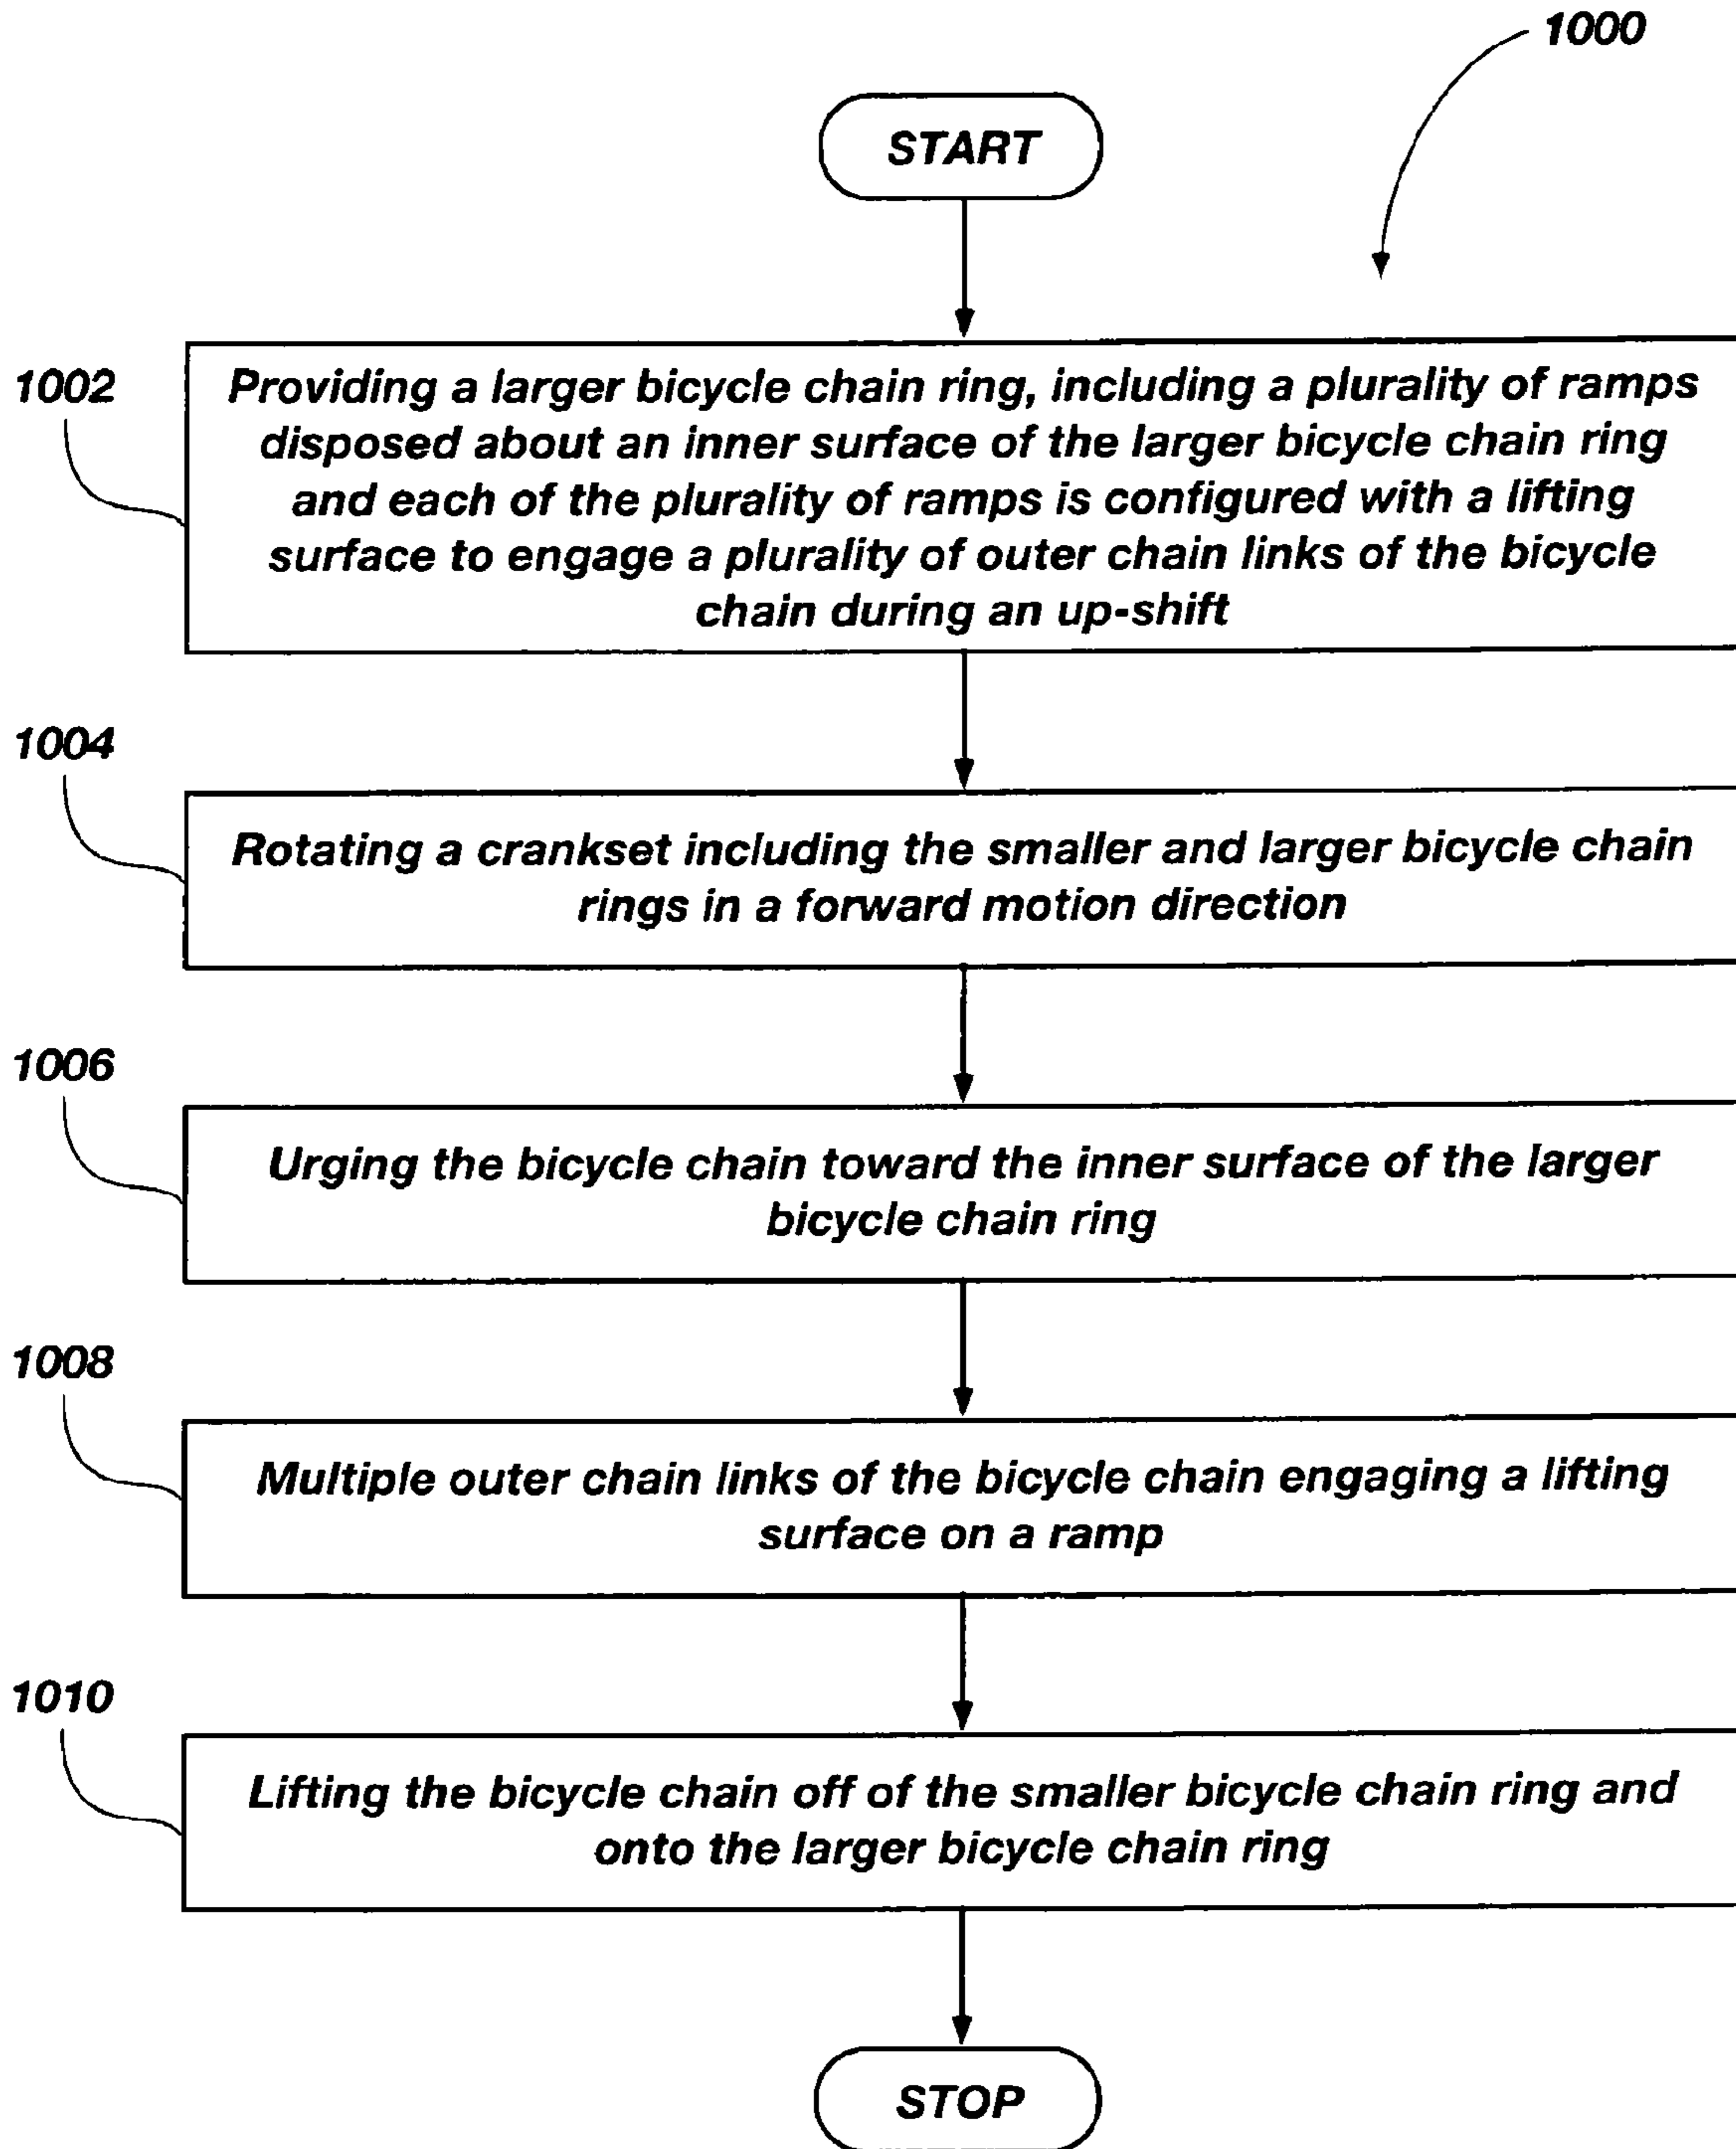 1000
START
1002
Providing a larger bicycle chain ring, including a plurality of ramps
disposed about an inner surface of the larger bicycle chain ring
and each of the plurality of ramps is configured with a lifting
surface to engage a plurality of outer chain links of the bicycle
chain during an up-shift
1004
Rotating a crankset including the smaller and larger bicycle chain
rings in a forward motion direction
1006
Urging the bicycle chain toward the inner surface of the larger
bicycle chain ring
1008
Multiple outer chain links of the bicycle chain engaging a lifting
surface on a ramp
1010
Lifting the bicycle chain off of the smaller bicycle chain ring and
onto the larger bicycle chain ring
STOP